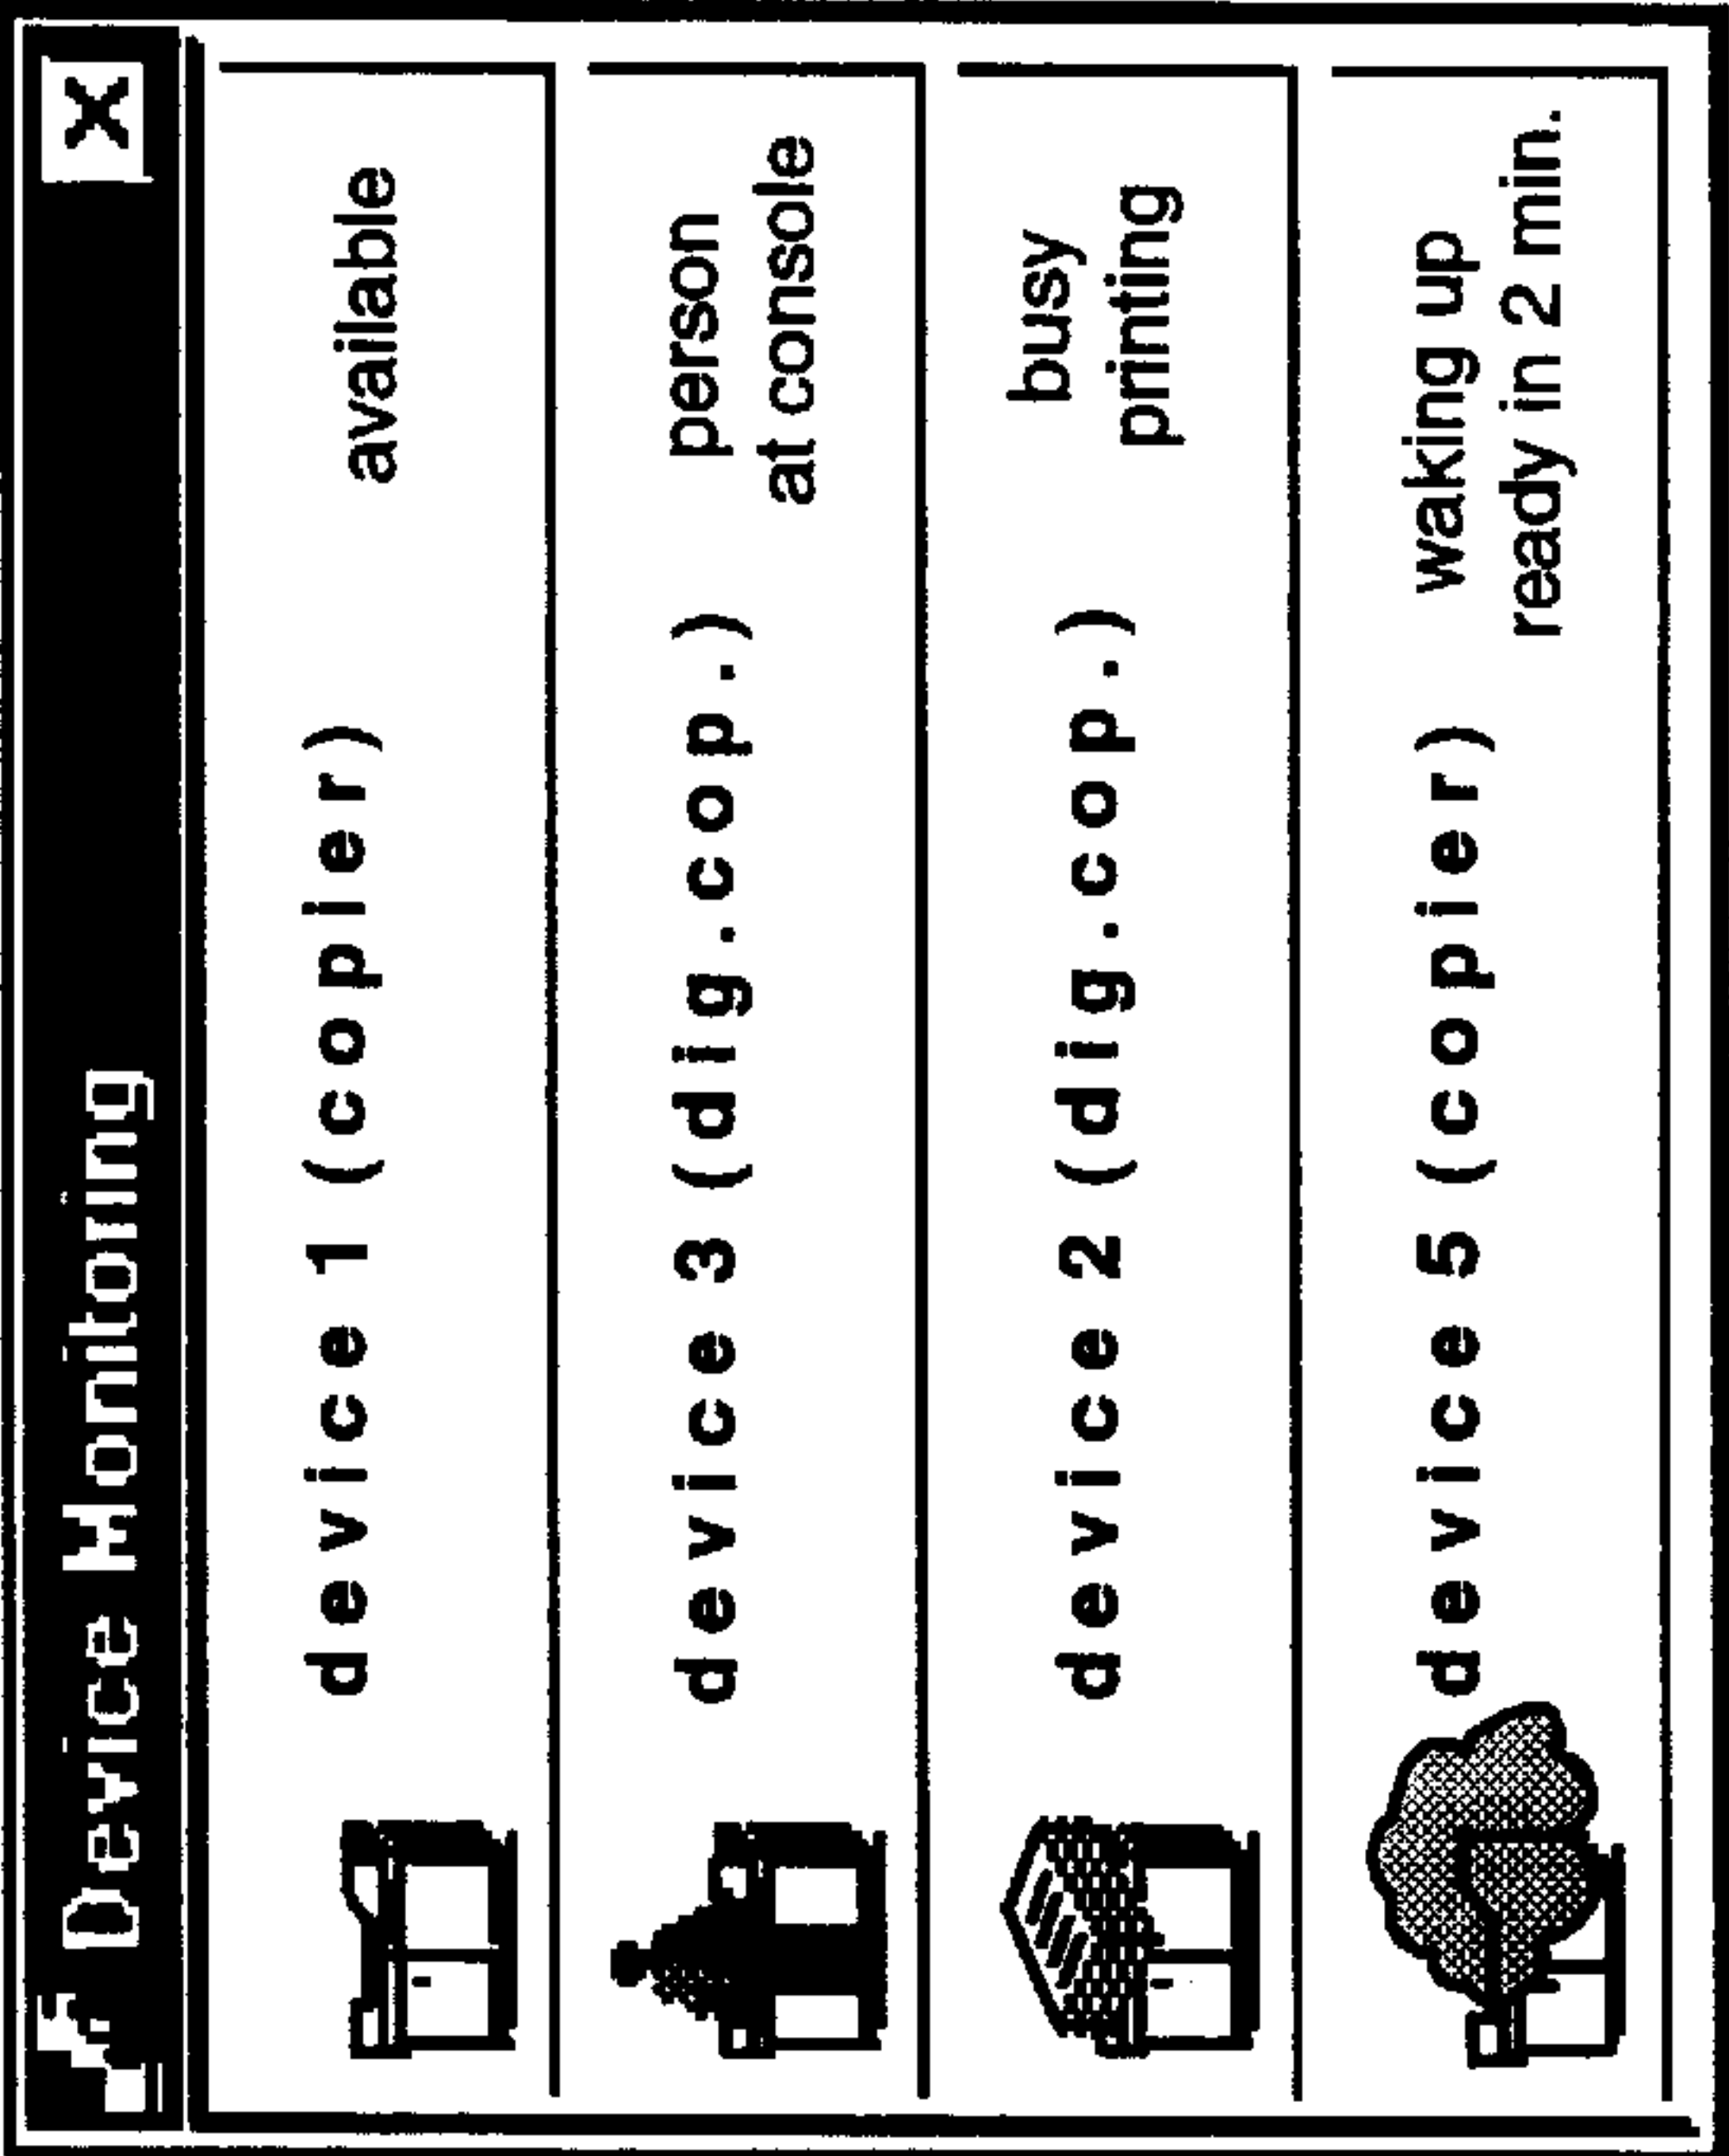 Device Monitoring X
device 1 (copier) available
device 3 (dig.cop.) person
at console
device 2 (dig.cop.) busy
printing
device 5 (copier) waking up
ready in 2 min.